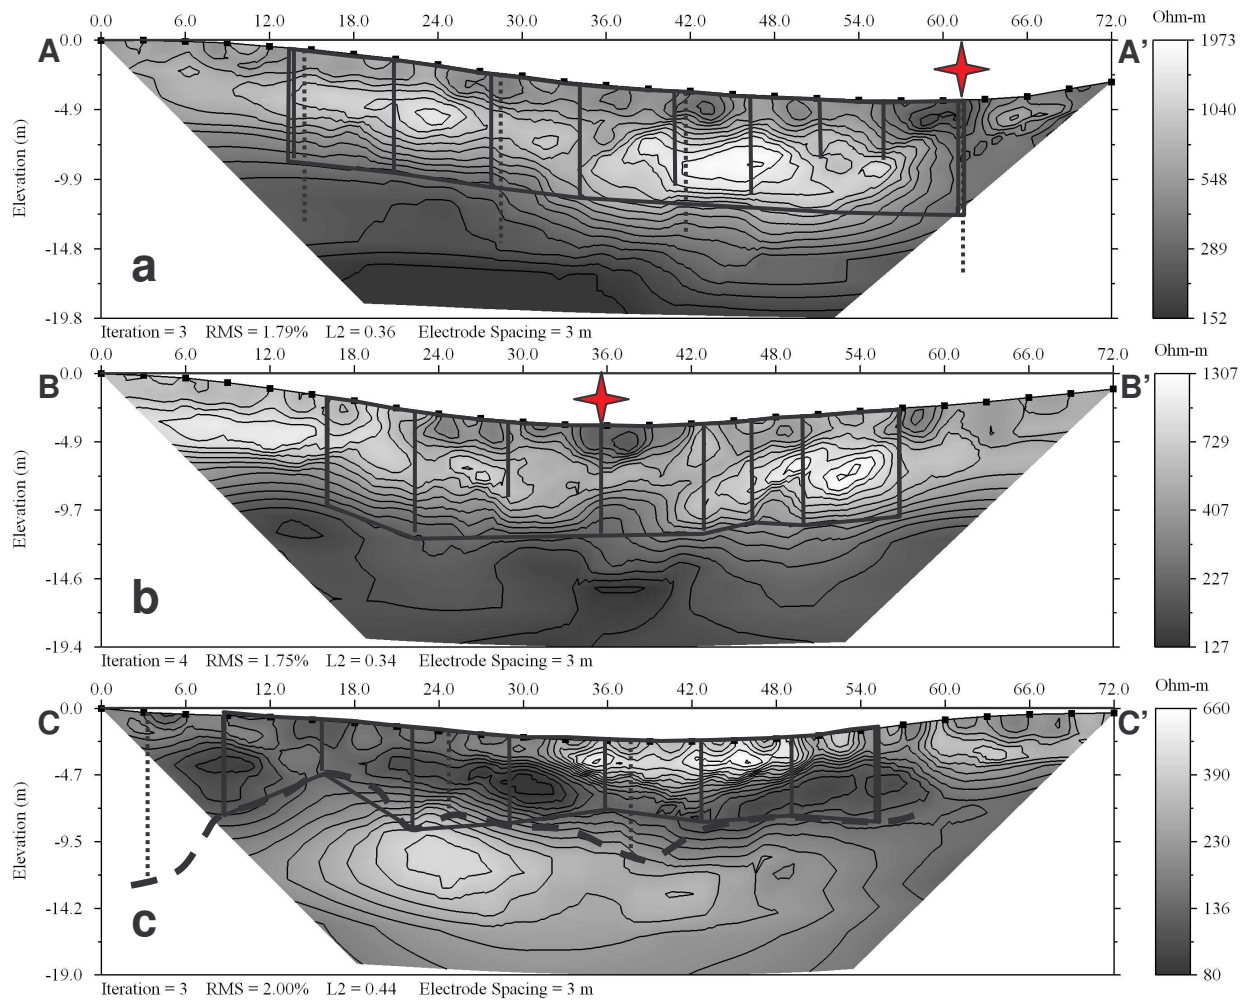 0.0 6.0 12.0 18.0 24.0 30.0 36.0 42.0 48.0 54.0 60.0 66.0 72.0 Ohm-m
A A'
Elevation (m)
0.0
-4.9
-9.9
-14.8
-19.8
1973
1040
548
289
152
a
Iteration = 3 RMS = 1.79% L2 = 0.36 Electrode Spacing = 3 m
0.0 6.0 12.0 18.0 24.0 30.0 36.0 42.0 48.0 54.0 60.0 66.0 72.0 Ohm-m
B B'
Elevation (m)
0.0
-4.9
-9.7
-14.6
-19.4
1307
729
407
227
127
b
Iteration = 4 RMS = 1.75% L2 = 0.34 Electrode Spacing = 3 m
0.0 6.0 12.0 18.0 24.0 30.0 36.0 42.0 48.0 54.0 60.0 66.0 72.0 Ohm-m
C C'
Elevation (m)
0.0
-4.7
-9.5
-14.2
-19.0
660
390
230
136
80
c
Iteration = 3 RMS = 2.00% L2 = 0.44 Electrode Spacing = 3 m